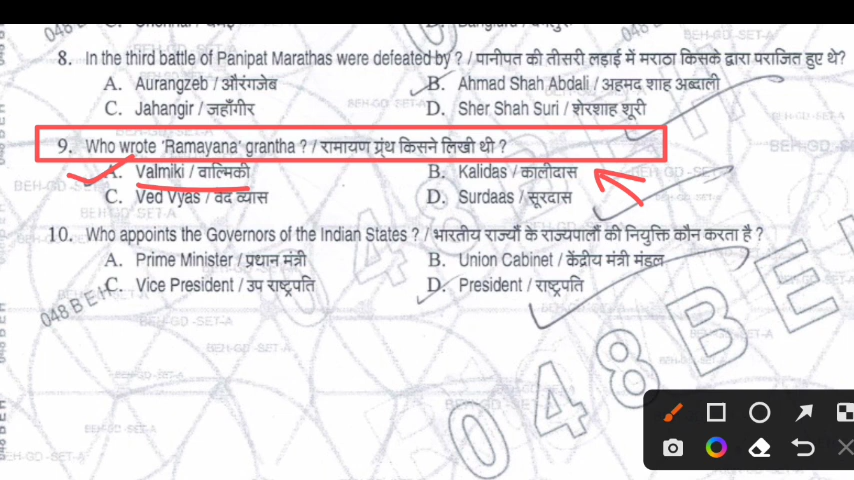 8. In the third battle of Panipat Marathas were defeated by ? / पानीपत की तीसरी लड़ाई में मराठा किसके द्वारा पराजित हुए थे?
A. Aurangzeb / औरंगजेब B. Ahmad Shah Abdali / अहमद शाह अब्दाली
C. Jahangir / जहाँगीर D. Sher Shah Suri / शेरशाह शूरी
9. Who wrote 'Ramayana' grantha ? / रामायण ग्रंथ किसने लिखी थी ?
A. Valmiki / वाल्मिकी B. Kalidas / कालीदास
C. Ved Vyas / वेद व्यास D. Surdaas / सूरदास
10. Who appoints the Governors of the Indian States ? / भारतीय राज्यों के राज्यपालों की नियुक्ति कौन करता है ?
A. Prime Minister / प्रधान मंत्री B. Union Cabinet / केंद्रीय मंत्री मंडल
C. Vice President / उप राष्ट्रपति D. President / राष्ट्रपति
048 B E H
BEH-GD -SET-A
048BE